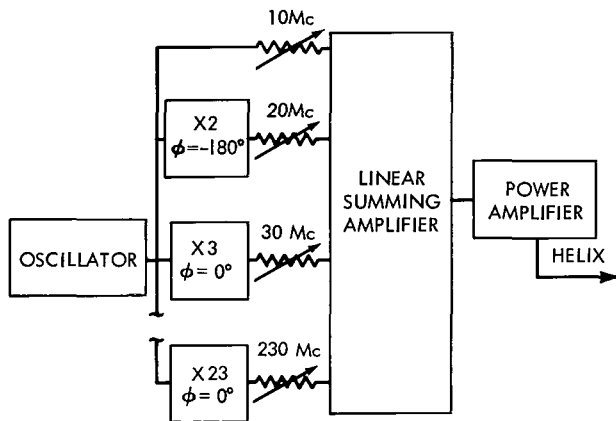 10Mc
X2
ϕ=-180°
20Mc
OSCILLATOR
X3
ϕ= 0°
30 Mc
X23
ϕ= 0°
230 Mc
LINEAR
SUMMING
AMPLIFIER
POWER
AMPLIFIER
HELIX